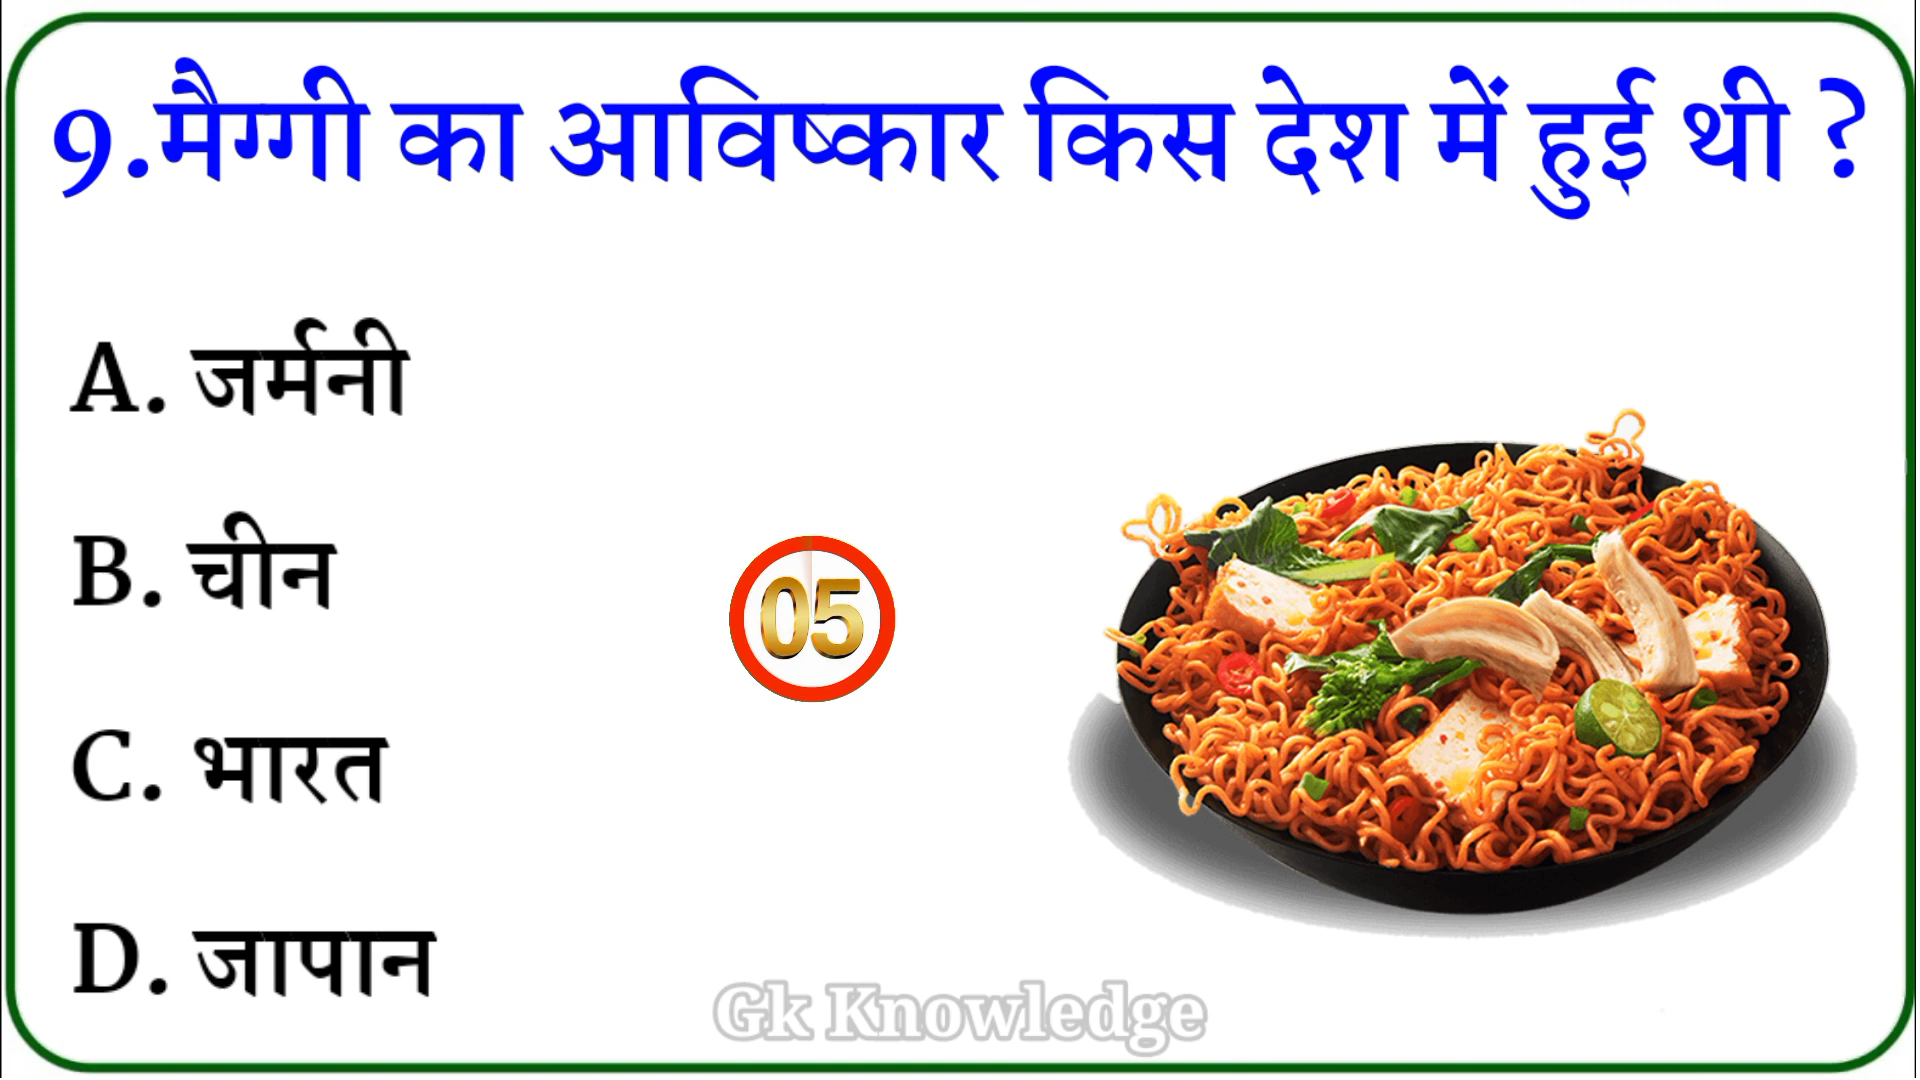 9.मैग्गी का आविष्कार किस देश में हुई थी ?
A. जर्मनी
B. चीन
05
C. भारत
D. जापान
Gk Knowledge